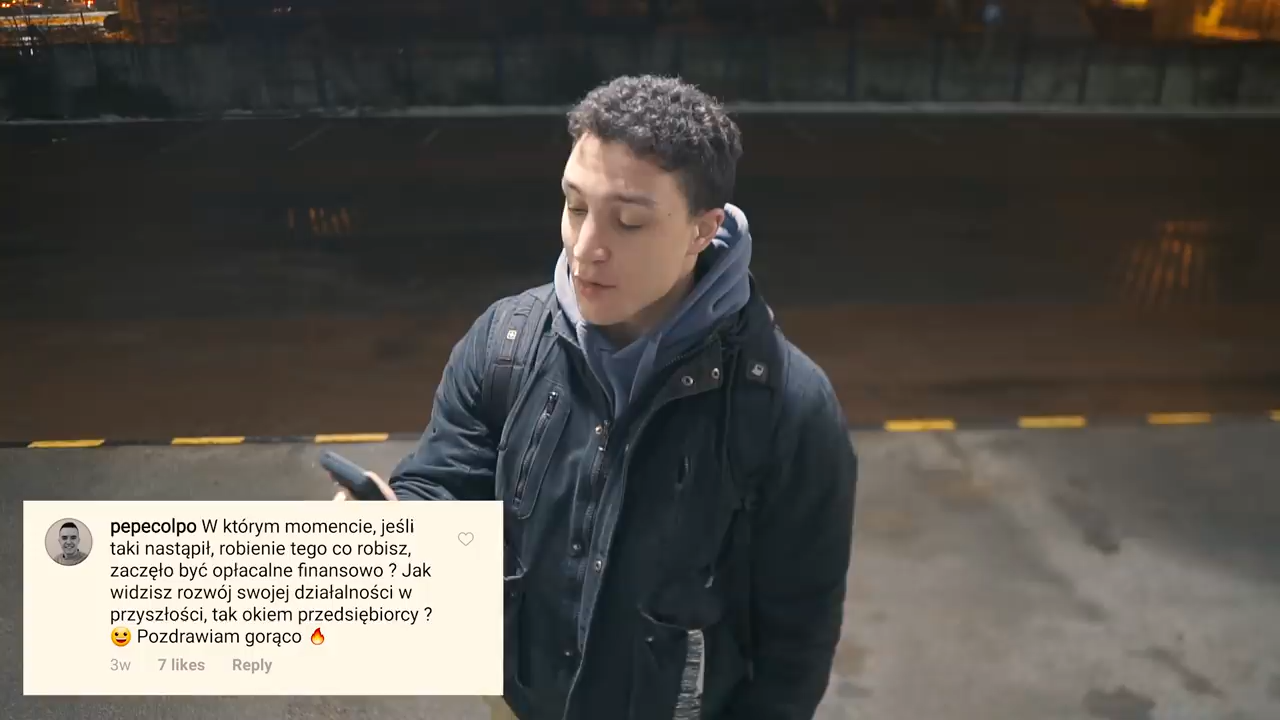 pepecolpo W którym momencie, jeśli
taki nastąpił, robienie tego co robisz,
zaczęło być opłacalne finansowo ? Jak
widzisz rozwój swojej działalności w
przyszłości, tak okiem przedsiębiorcy ?
😀 Pozdrawiam gorąco 🔥
3w 7 likes Reply